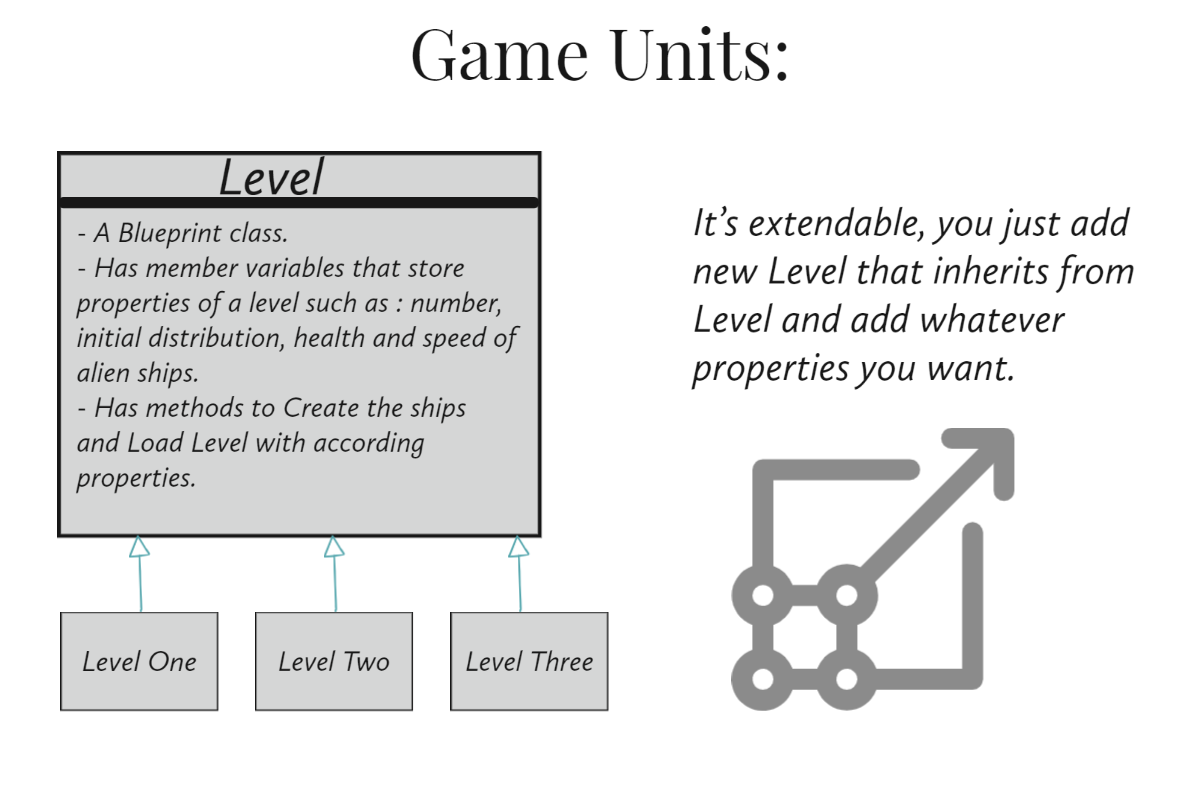 Game Units:
Level
- A Blueprint class.
- Has member variables that store
properties of a level such as : number,
initial distribution, health and speed of
alien ships.
- Has methods to Create the ships
and Load Level with according
properties.
It’s extendable, you just add
new Level that inherits from
Level and add whatever
properties you want.
Level One
Level Two
Level Three